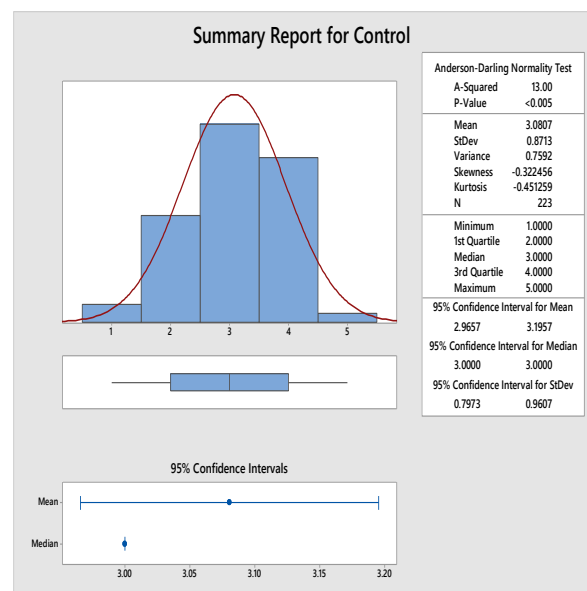 Summary Report for Control
1 2 3 4 5
Anderson-Darling Normality Test
A-Squared 13.00
P-Value <0.005
Mean 3.0807
StDev 0.8713
Variance 0.7592
Skewness -0.322456
Kurtosis -0.451259
N 223
Minimum 1.0000
1st Quartile 2.0000
Median 3.0000
3rd Quartile 4.0000
Maximum 5.0000
95% Confidence Interval for Mean
2.9657 3.1957
95% Confidence Interval for Median
3.0000 3.0000
95% Confidence Interval for StDev
0.7973 0.9607
95% Confidence Intervals
Mean
Median
3.00 3.05 3.10 3.15 3.20